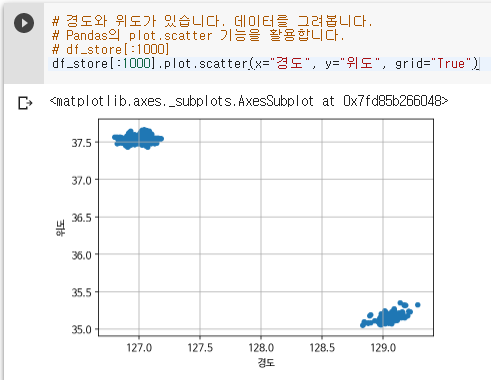 # 경도와 위도가 있습니다. 데이터를 그려봅니다.
# Pandas의 plot.scatter 기능을 활용합니다.
# df_store[:1000]
df_store[:1000].plot.scatter(x="경도", y="위도", grid="True")
<matplotlib.axes._subplots.AxesSubplot at 0x7fd85b266048>
37.5
37.0
36.5
36.0
35.5
35.0
위도
127.0 127.5 128.0 128.5 129.0
경도